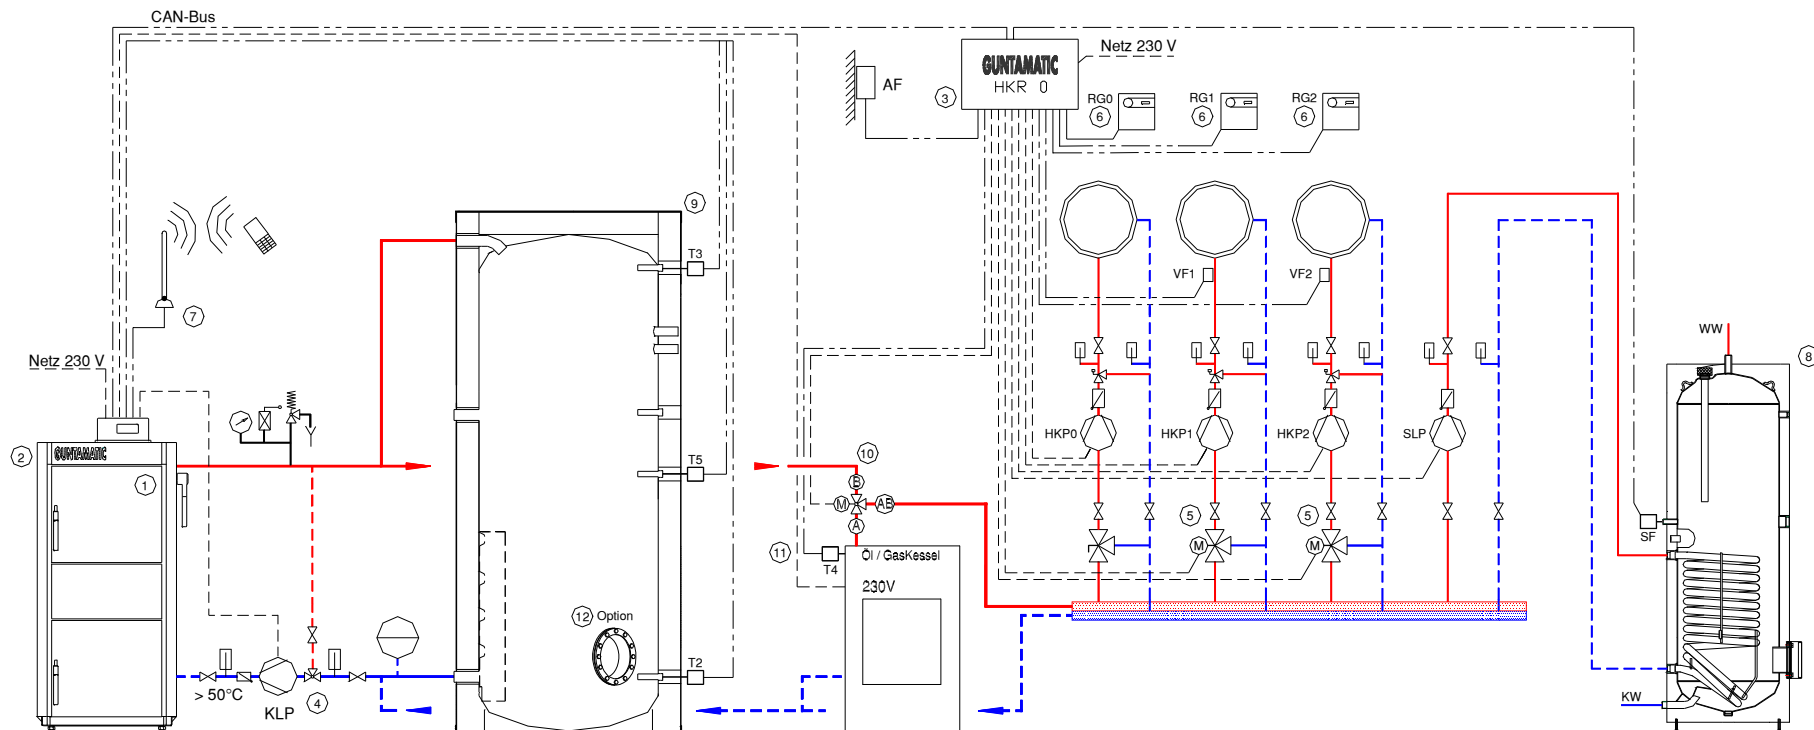 CAN-Bus
GUNTAMATIC
HKR 0
3
Netz 230 V
AF
RG0
6
RG1
6
RG2
6
9
T3
7
VF1
VF2
WW
8
Netz 230 V
2
GUNTAMATIC
1
HKP0
HKP1
HKP2
SLP
T5
10
B
M
AB
A
5
M
5
M
SF
11
T4
Öl / GasKessel
230V
12 Option
T2
> 50°C
KLP
4
KW